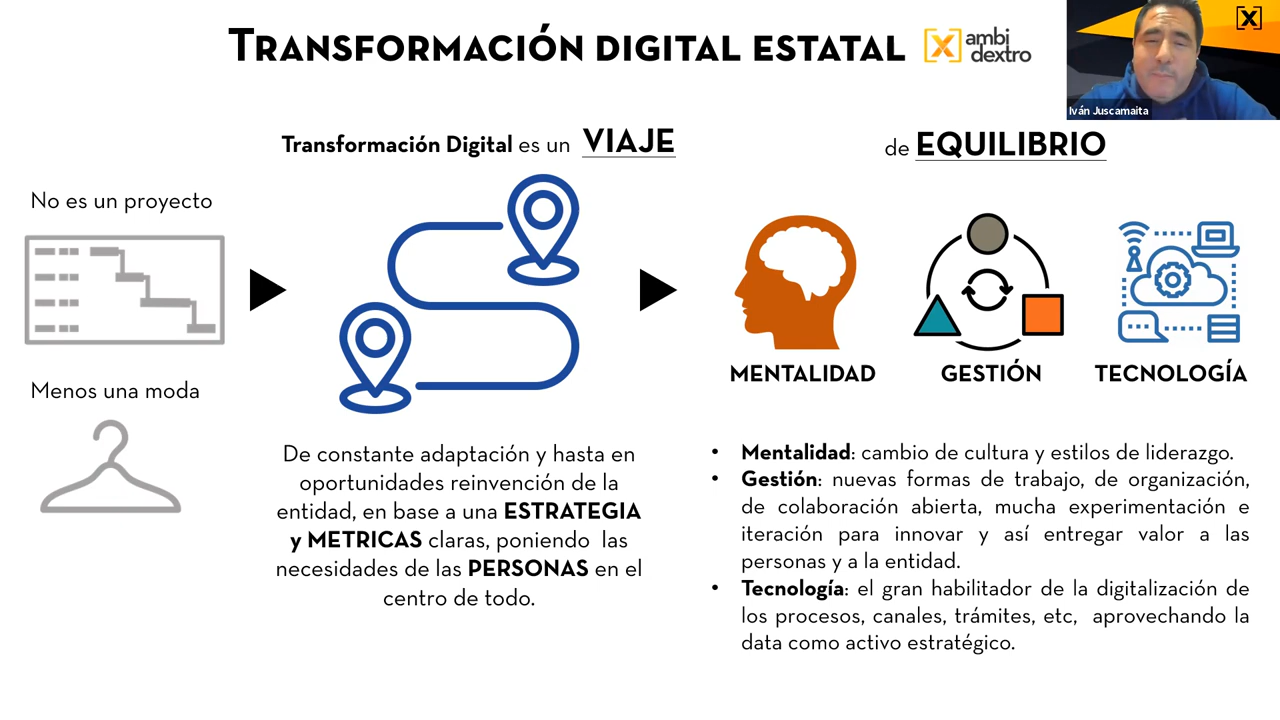 TRANSFORMACIÓN DIGITAL ESTATAL
[X] ambi
dextro
[X]
Iván Juscamaita
Transformación Digital es un VIAJE
de EQUILIBRIO
No es un proyecto
Menos una moda
MENTALIDAD
GESTIÓN
TECNOLOGÍA
De constante adaptación y hasta en
oportunidades reinvención de la
entidad, en base a una ESTRATEGIA
y METRICAS claras, poniendo las
necesidades de las PERSONAS en el
centro de todo.
• Mentalidad: cambio de cultura y estilos de liderazgo.
• Gestión: nuevas formas de trabajo, de organización,
de colaboración abierta, mucha experimentación e
iteración para innovar y así entregar valor a las
personas y a la entidad.
• Tecnología: el gran habilitador de la digitalización de
los procesos, canales, trámites, etc, aprovechando la
data como activo estratégico.